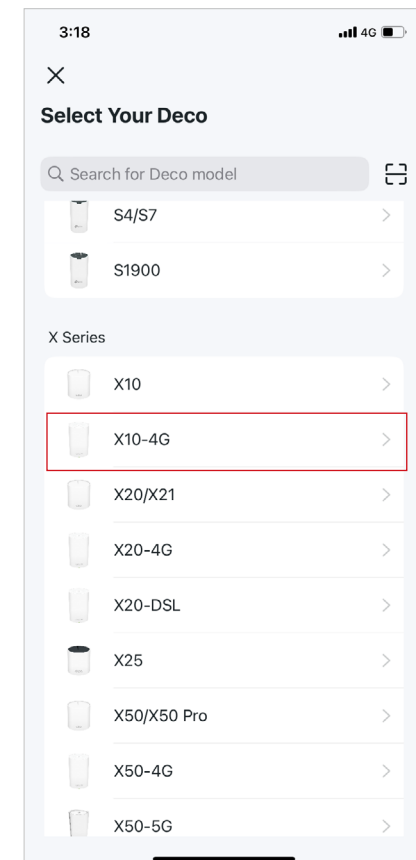 3:18
4G
Select Your Deco
Search for Deco model
S4/S7
S1900
X Series
X10
X10-4G
X20/X21
X20-4G
X20-DSL
X25
X50/X50 Pro
X50-4G
X50-5G